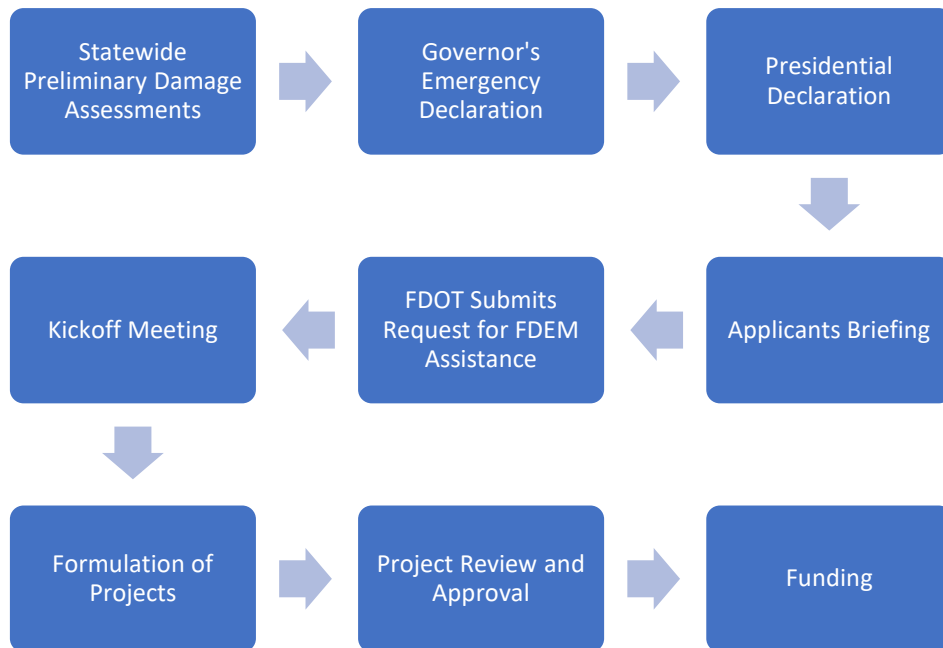 Statewide
Preliminary Damage
Assessments
Governor's
Emergency
Declaration
Presidential
Declaration
Applicants Briefing
FDOT Submits
Request for FDEM
Assistance
Kickoff Meeting
Formulation of
Projects
Project Review and
Approval
Funding